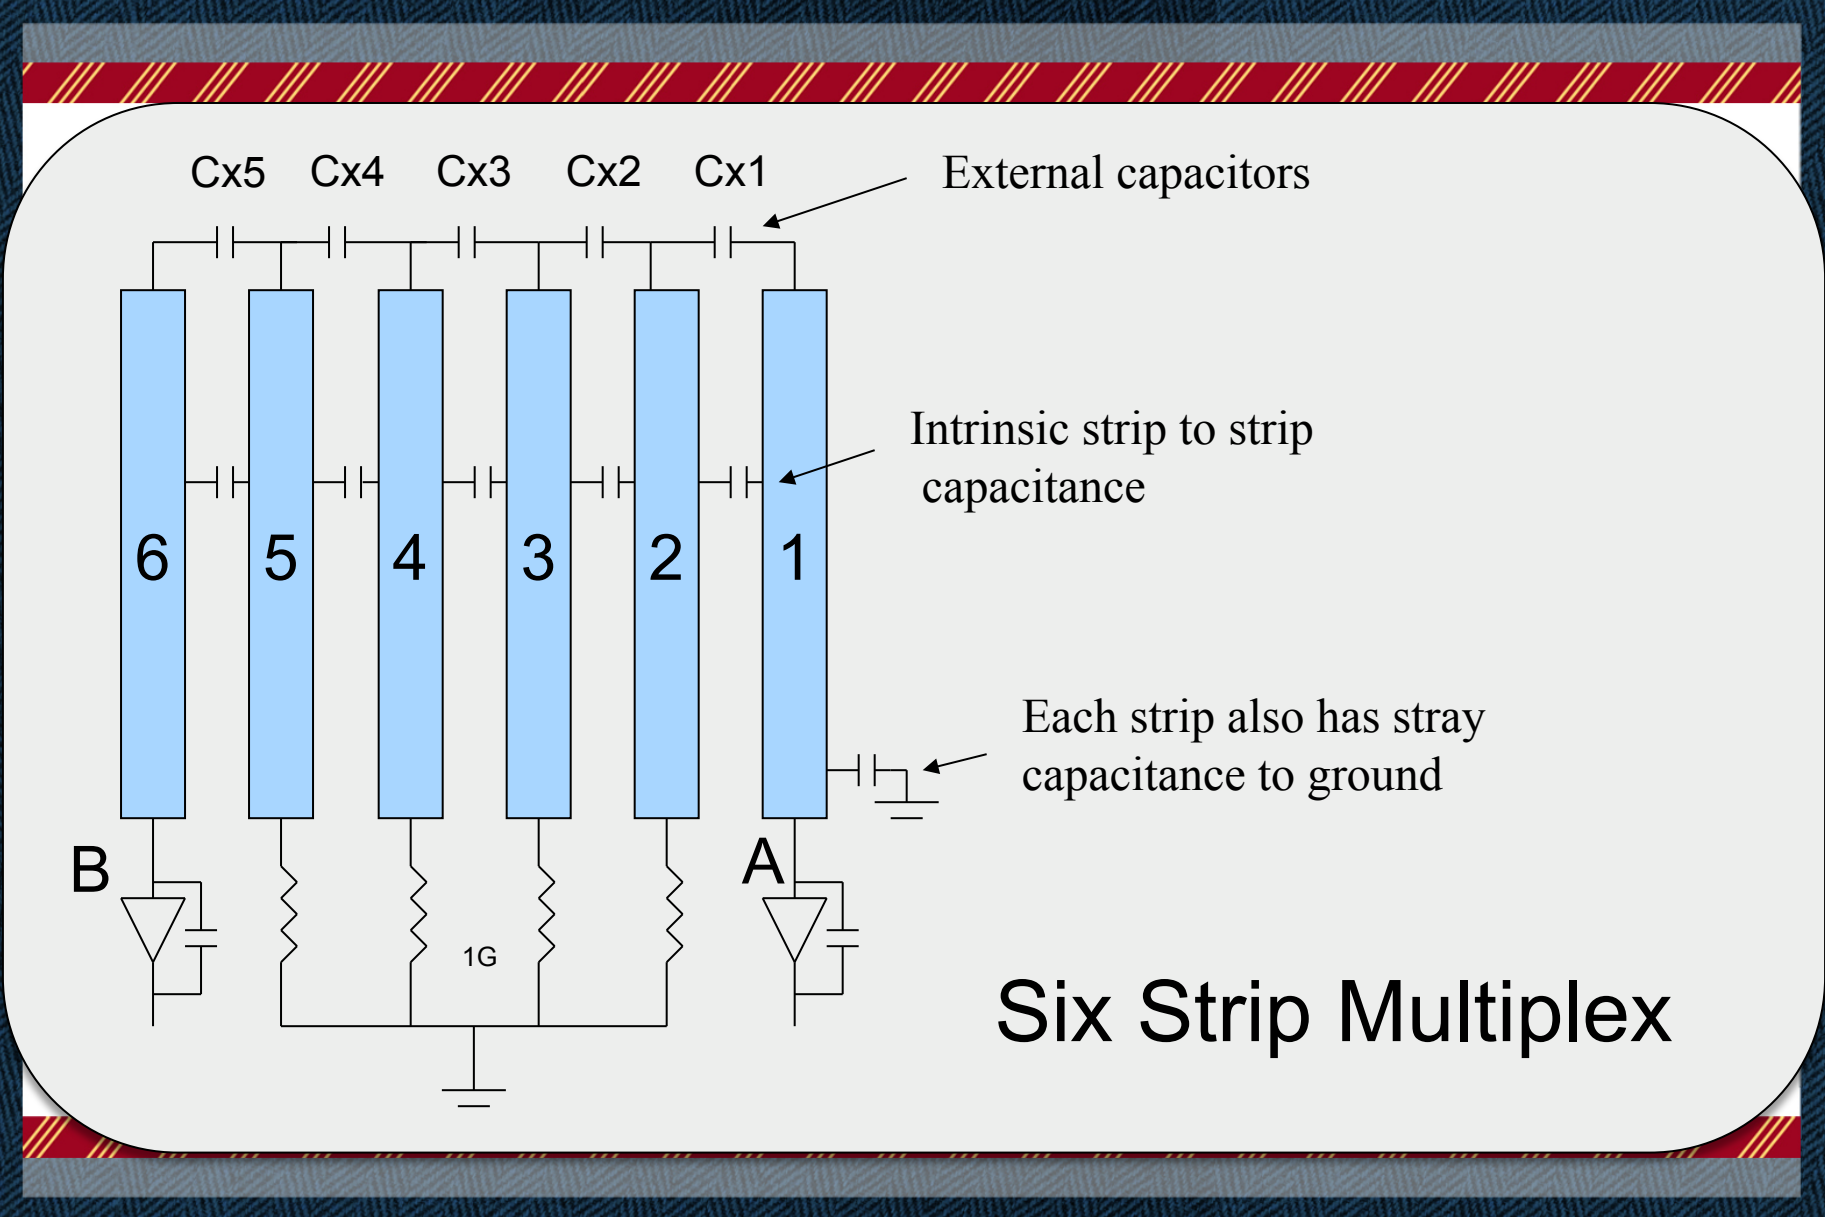 Cx5 Cx4 Cx3 Cx2 Cx1
External capacitors
Intrinsic strip to strip
capacitance
6 5 4 3 2 1
Each strip also has stray
capacitance to ground
B
A
1G
Six Strip Multiplex